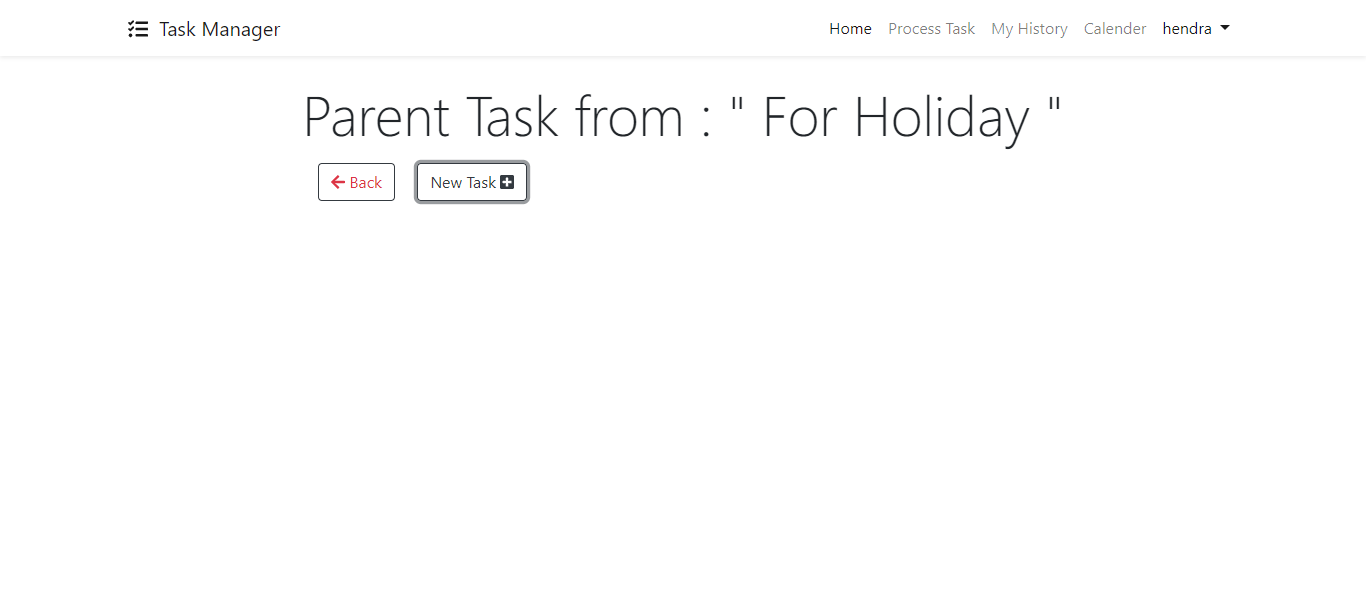 Task Manager Home Process Task My History Calender hendra
Parent Task from : " For Holiday "
Back New Task